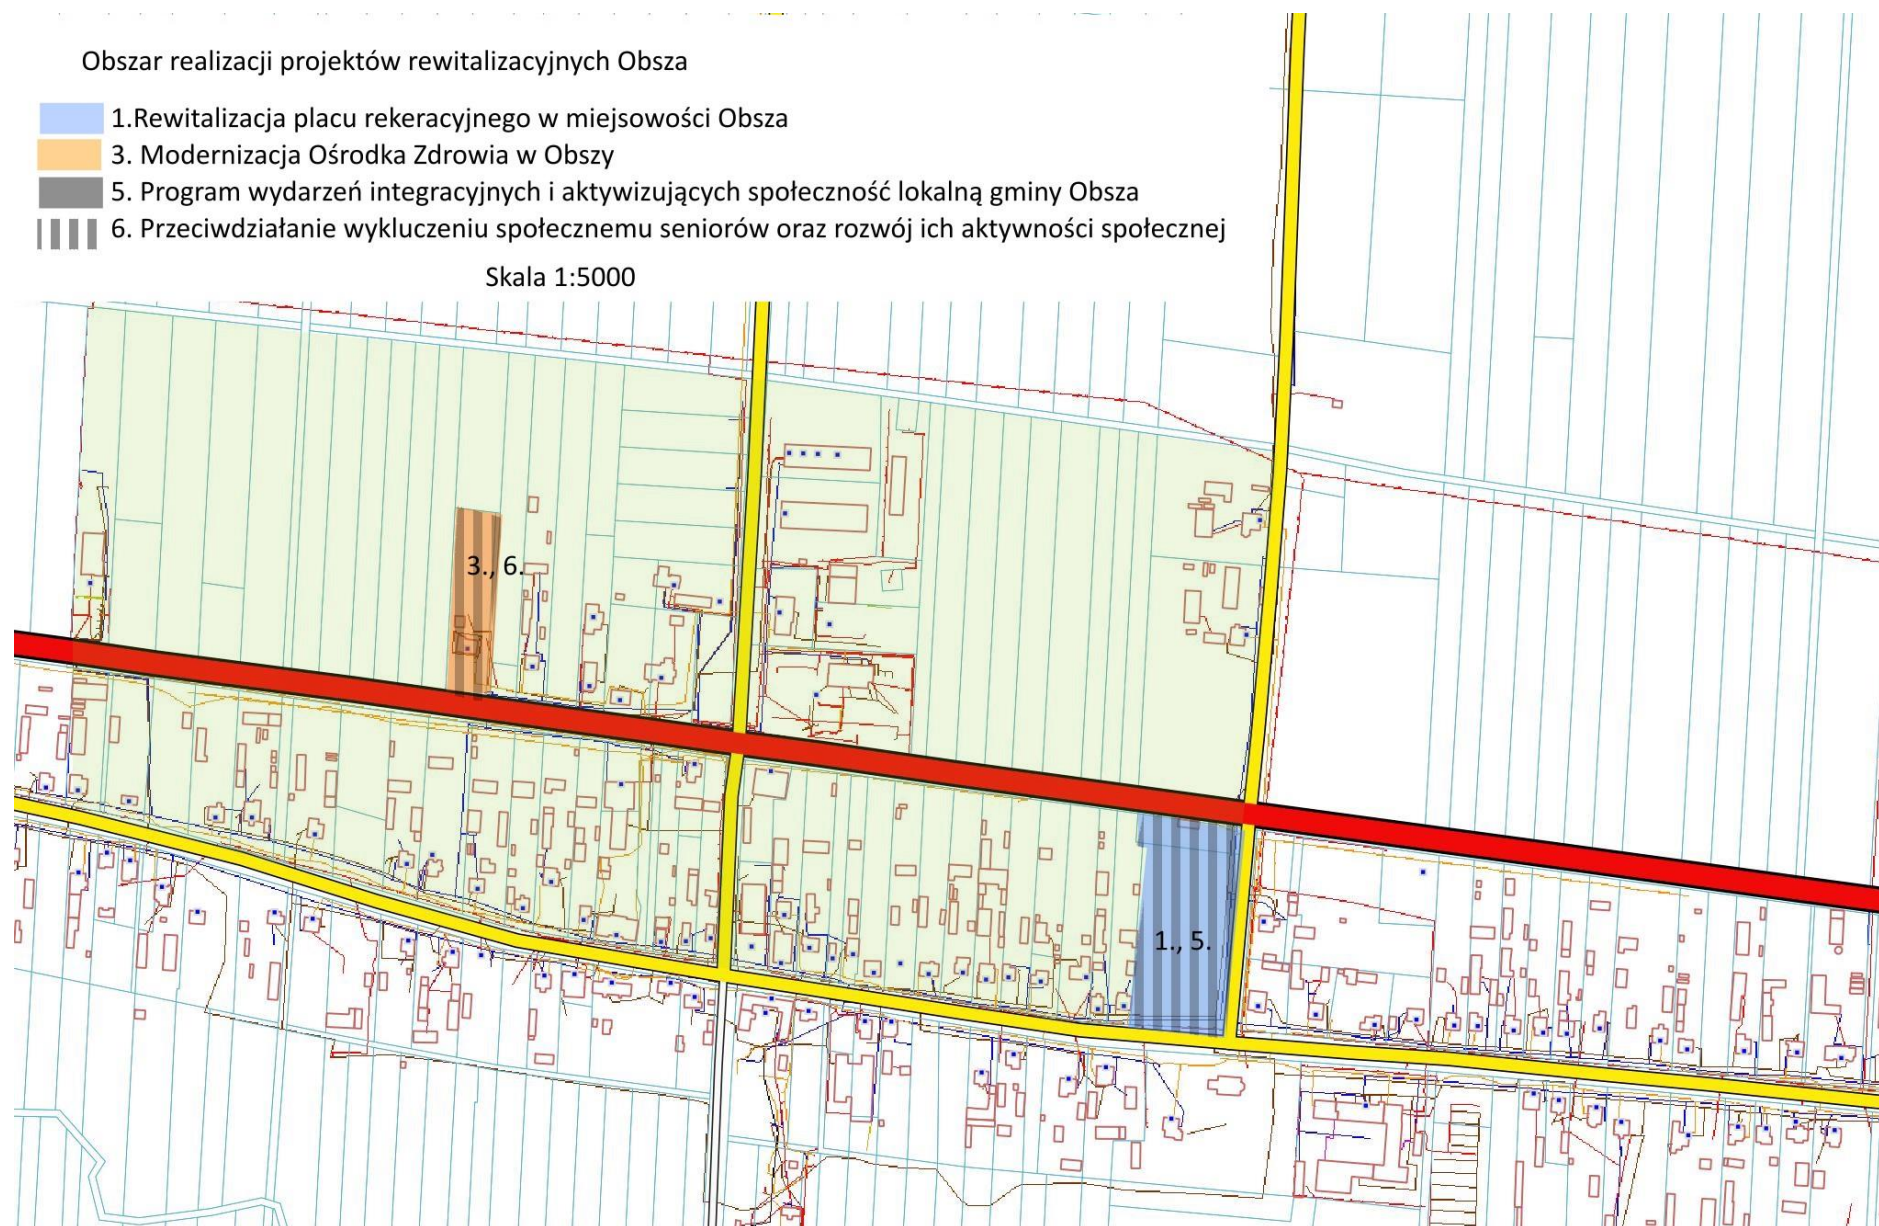 Obszar realizacji projektów rewitalizacyjnych Obsza
1.Rewitalizacja placu rekeracyjnego w miejsowości Obsza
3. Modernizacja Ośrodka Zdrowia w Obszy
5. Program wydarzeń integracyjnych i aktywizujących społeczność lokalną gminy Obsza
6. Przeciwdziałanie wykluczeniu społecznemu seniorów oraz rozwój ich aktywności społecznej
Skala 1:5000
3., 6.
1., 5.